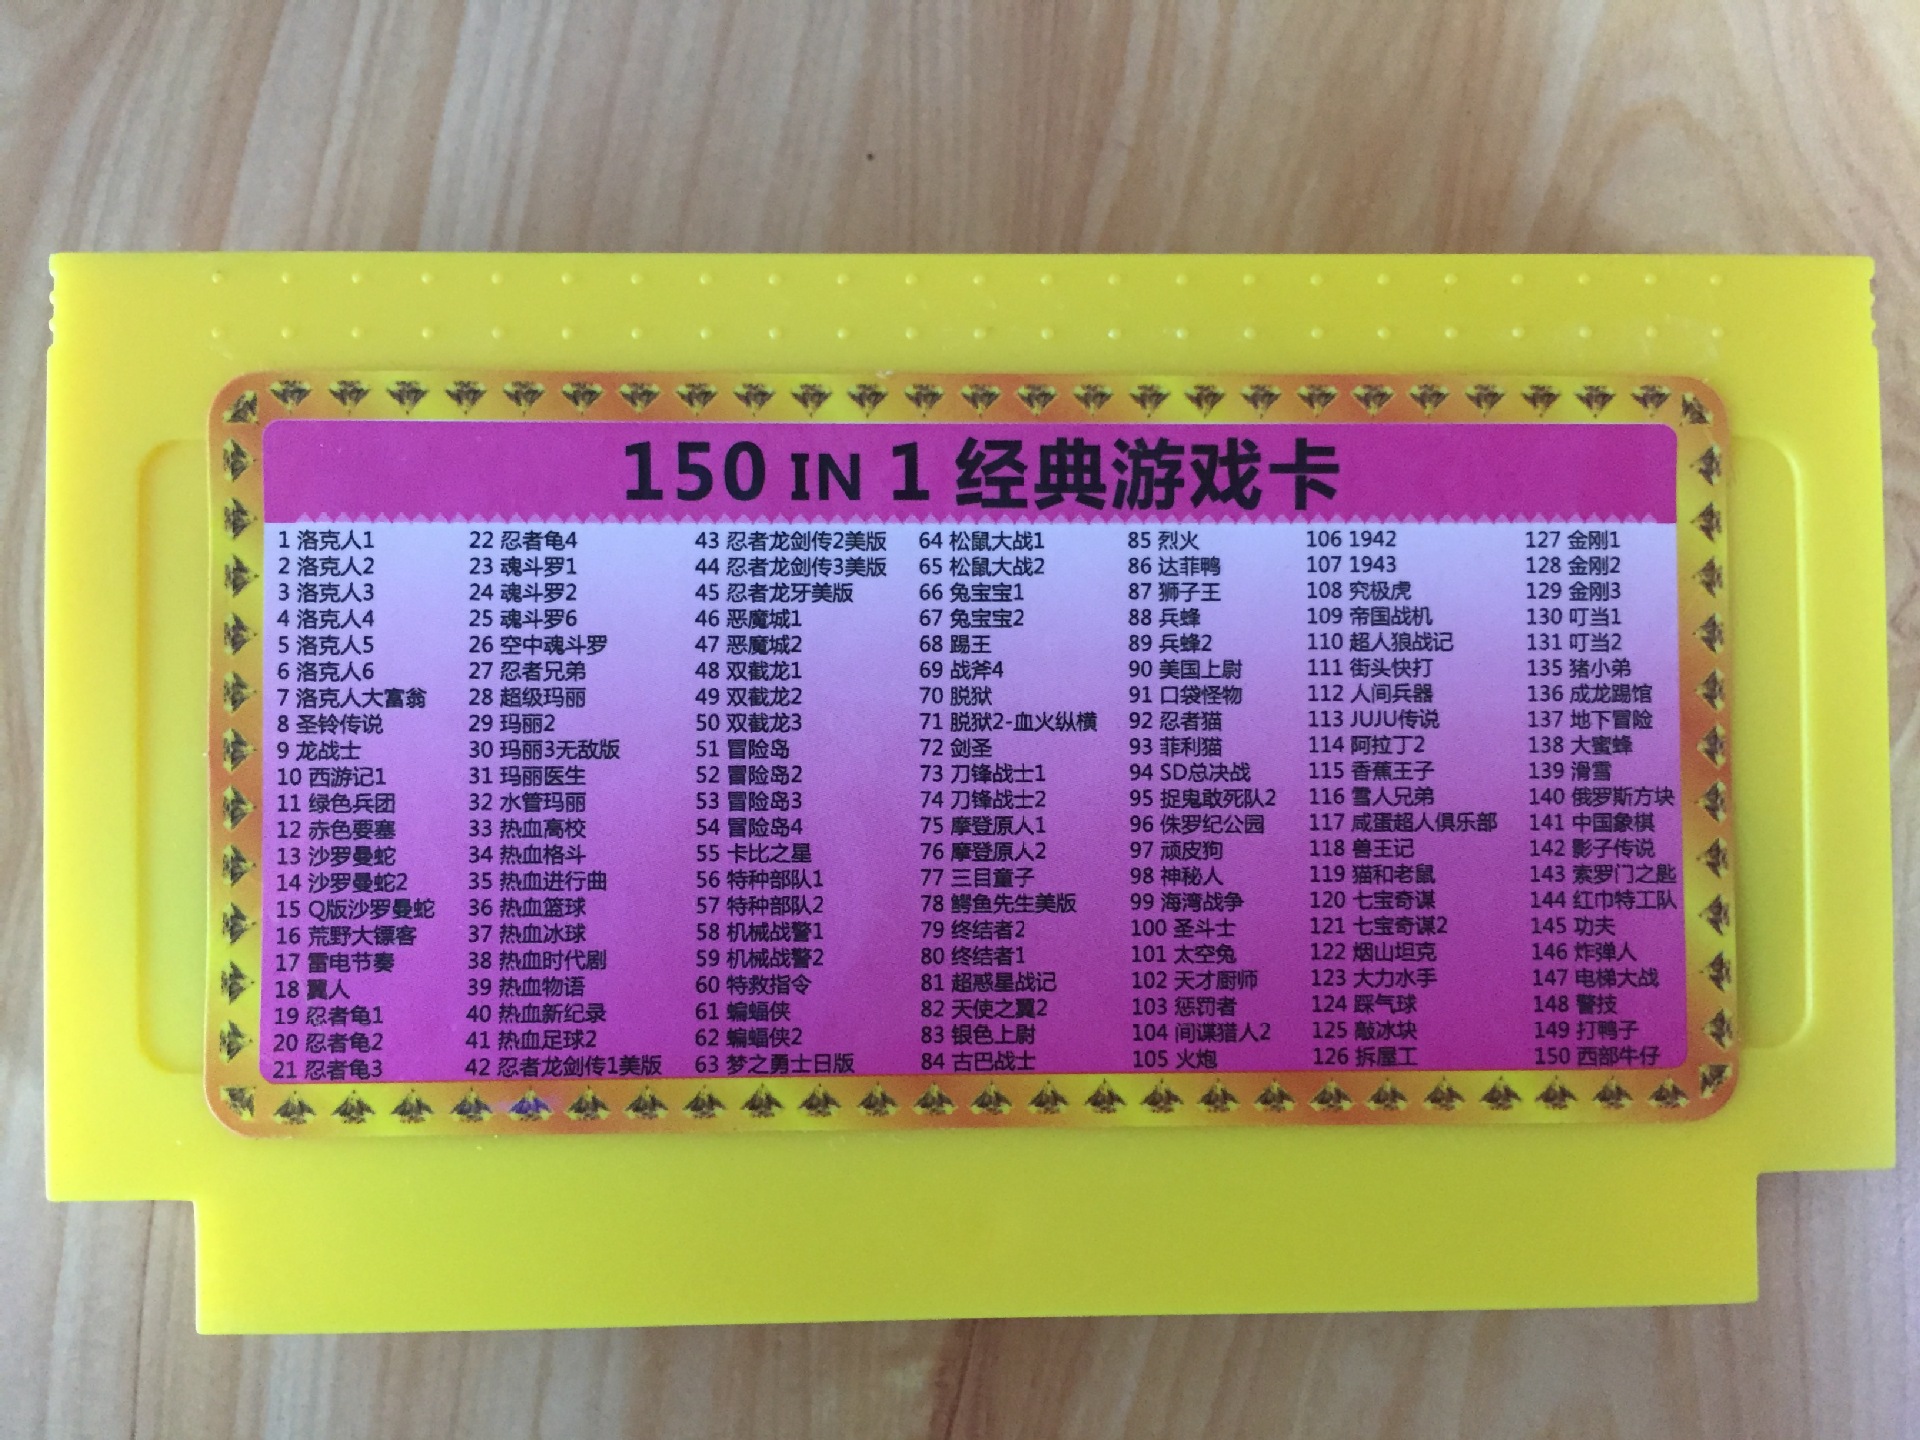 150 IN 1 经典游戏卡
1 洛克人1
2 洛克人2
3 洛克人3
4 洛克人4
5 洛克人5
6 洛克人6
7 洛克人大富翁
8 圣铃传说
9 龙战士
10 西游记1
11 绿色兵团
12 赤色要塞
13 沙罗曼蛇
14 沙罗曼蛇2
15 Q版沙罗曼蛇
16 荒野大镖客
17 雷电节奏
18 翼人
19 忍者龟1
20 忍者龟2
21 忍者龟3
22 忍者龟4
23 魂斗罗1
24 魂斗罗2
25 魂斗罗6
26 空中魂斗罗
27 忍者兄弟
28 超级玛丽
29 玛丽2
30 玛丽3无敌版
31 玛丽医生
32 水管玛丽
33 热血高校
34 热血格斗
35 热血进行曲
36 热血篮球
37 热血冰球
38 热血时代剧
39 热血物语
40 热血新纪录
41 热血足球2
42 忍者龙剑传1美版
43 忍者龙剑传2美版
44 忍者龙剑传3美版
45 忍者龙牙美版
46 恶魔城1
47 恶魔城2
48 双截龙1
49 双截龙2
50 双截龙3
51 冒险岛
52 冒险岛2
53 冒险岛3
54 冒险岛4
55 卡比之星
56 特种部队1
57 特种部队2
58 机械战警1
59 机械战警2
60 特救指令
61 蝙蝠侠
62 蝙蝠侠2
63 梦之勇士日版
64 松鼠大战1
65 松鼠大战2
66 兔宝宝1
67 兔宝宝2
68 踢王
69 战斧4
70 脱狱
71 脱狱2-血火纵横
72 剑圣
73 刀锋战士1
74 刀锋战士2
75 摩登原人1
76 摩登原人2
77 三目童子
78 鳄鱼先生美版
79 终结者2
80 终结者1
81 超惑星战记
82 天使之翼2
83 银色上尉
84 古巴战士
85 烈火
86 达菲鸭
87 狮子王
88 兵蜂
89 兵蜂2
90 美国上尉
91 口袋怪物
92 忍者猫
93 菲利猫
94 SD总决战
95 捉鬼敢死队2
96 侏罗纪公园
97 顽皮狗
98 神秘人
99 海湾战争
100 圣斗士
101 太空兔
102 天才厨师
103 惩罚者
104 间谍猎人2
105 火炮
106 1942
107 1943
108 究极虎
109 帝国战机
110 超人狼战记
111 街头快打
112 人间兵器
113 JUJU传说
114 阿拉丁2
115 香蕉王子
116 雪人兄弟
117 咸蛋超人俱乐部
118 兽王记
119 猫和老鼠
120 七宝奇谋
121 七宝奇谋2
122 烟山坦克
123 大力水手
124 踩气球
125 敲冰块
126 拆屋工
127 金刚1
128 金刚2
129 金刚3
130 叮当1
131 叮当2
135 猪小弟
136 成龙踢馆
137 地下冒险
138 大蜜蜂
139 滑雪
140 俄罗斯方块
141 中国象棋
142 影子传说
143 索罗门之匙
144 红巾特工队
145 功夫
146 炸弹人
147 电梯大战
148 警技
149 打鸭子
150 西部牛仔